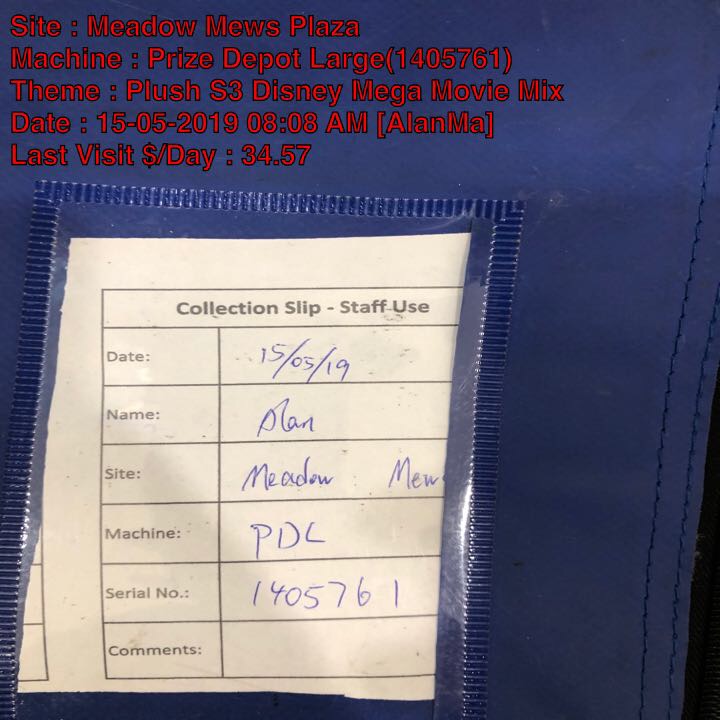 Site : Meadow Mews Plaza
Machine : Prize Depot Large(1405761)
Theme : Plush S3 Disney Mega Movie Mix
Date : 15-05-2019 08:08 AM [AlanMa]
Last Visit $/Day : 34.57
Collection Slip - Staff Use
Date: 15/05/19
Name: Alan
Site: Meadow Mews
Machine: PDL
Serial No.: 1405761
Comments: